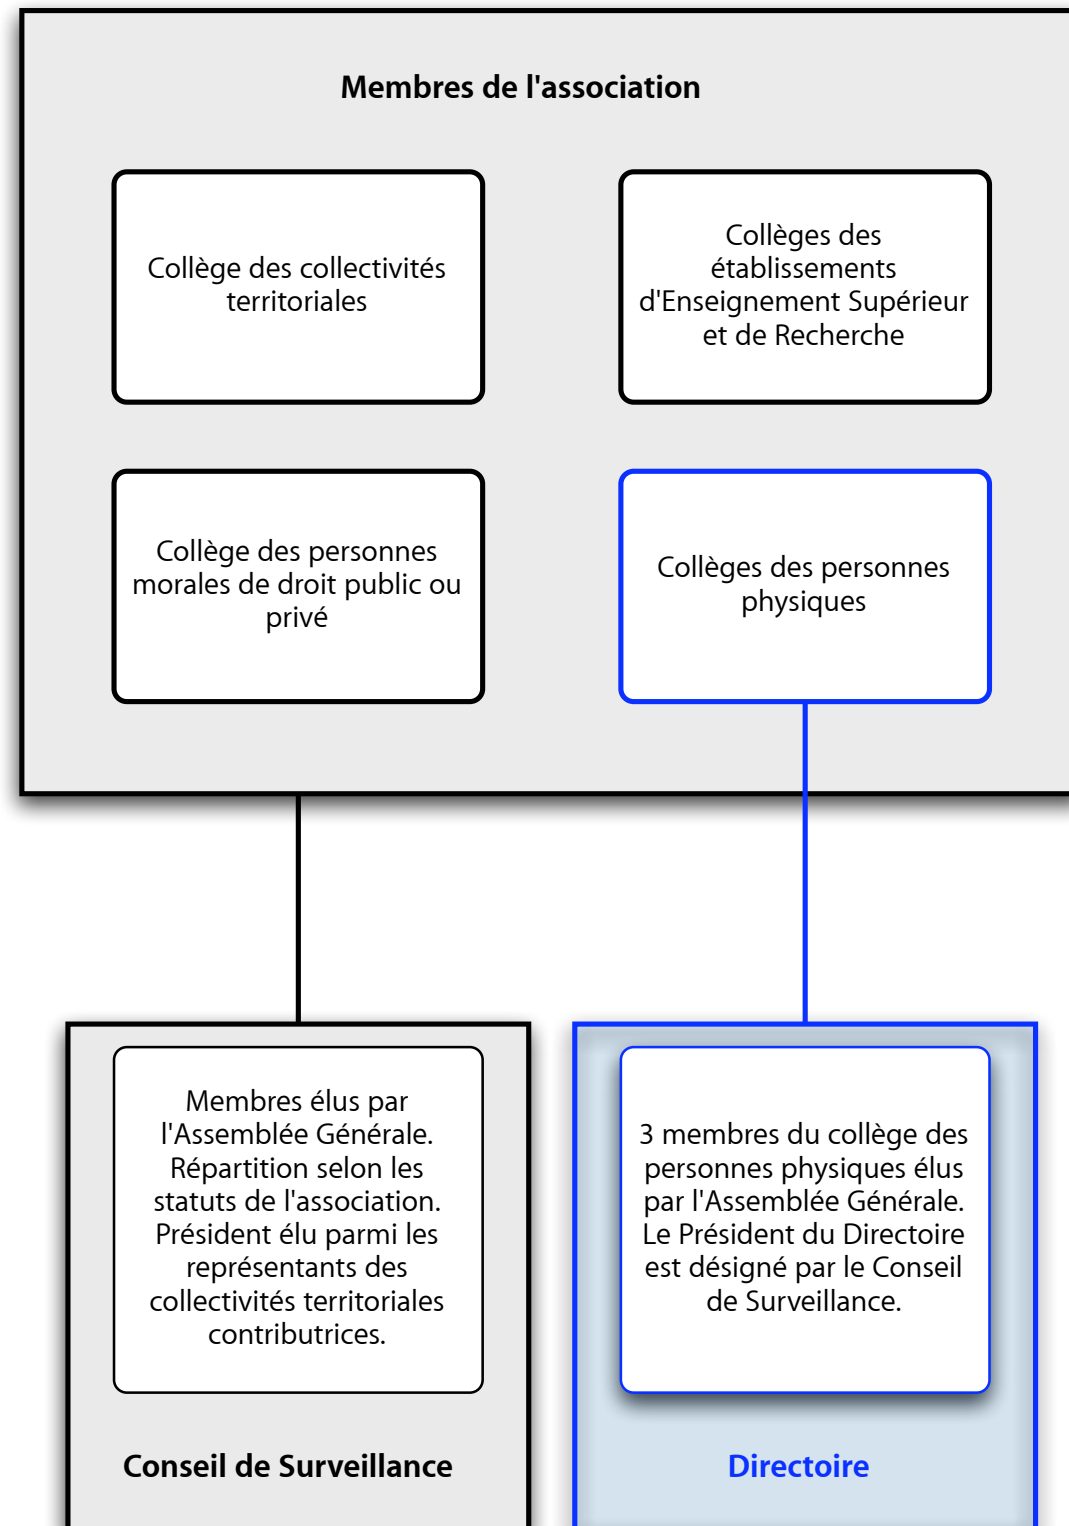 Membres de l'association
Collège des collectivités
territoriales
Collèges des
établissements
d'Enseignement Supérieur
et de Recherche
Collège des personnes
morales de droit public ou
privé
Collèges des personnes
physiques
Membres élus par
l'Assemblée Générale.
Répartition selon les
statuts de l'association.
Président élu parmi les
représentants des
collectivités territoriales
contributrices.
Conseil de Surveillance
3 membres du collège des
personnes physiques élus
par l'Assemblée Générale.
Le Président du Directoire
est désigné par le Conseil
de Surveillance.
Directoire